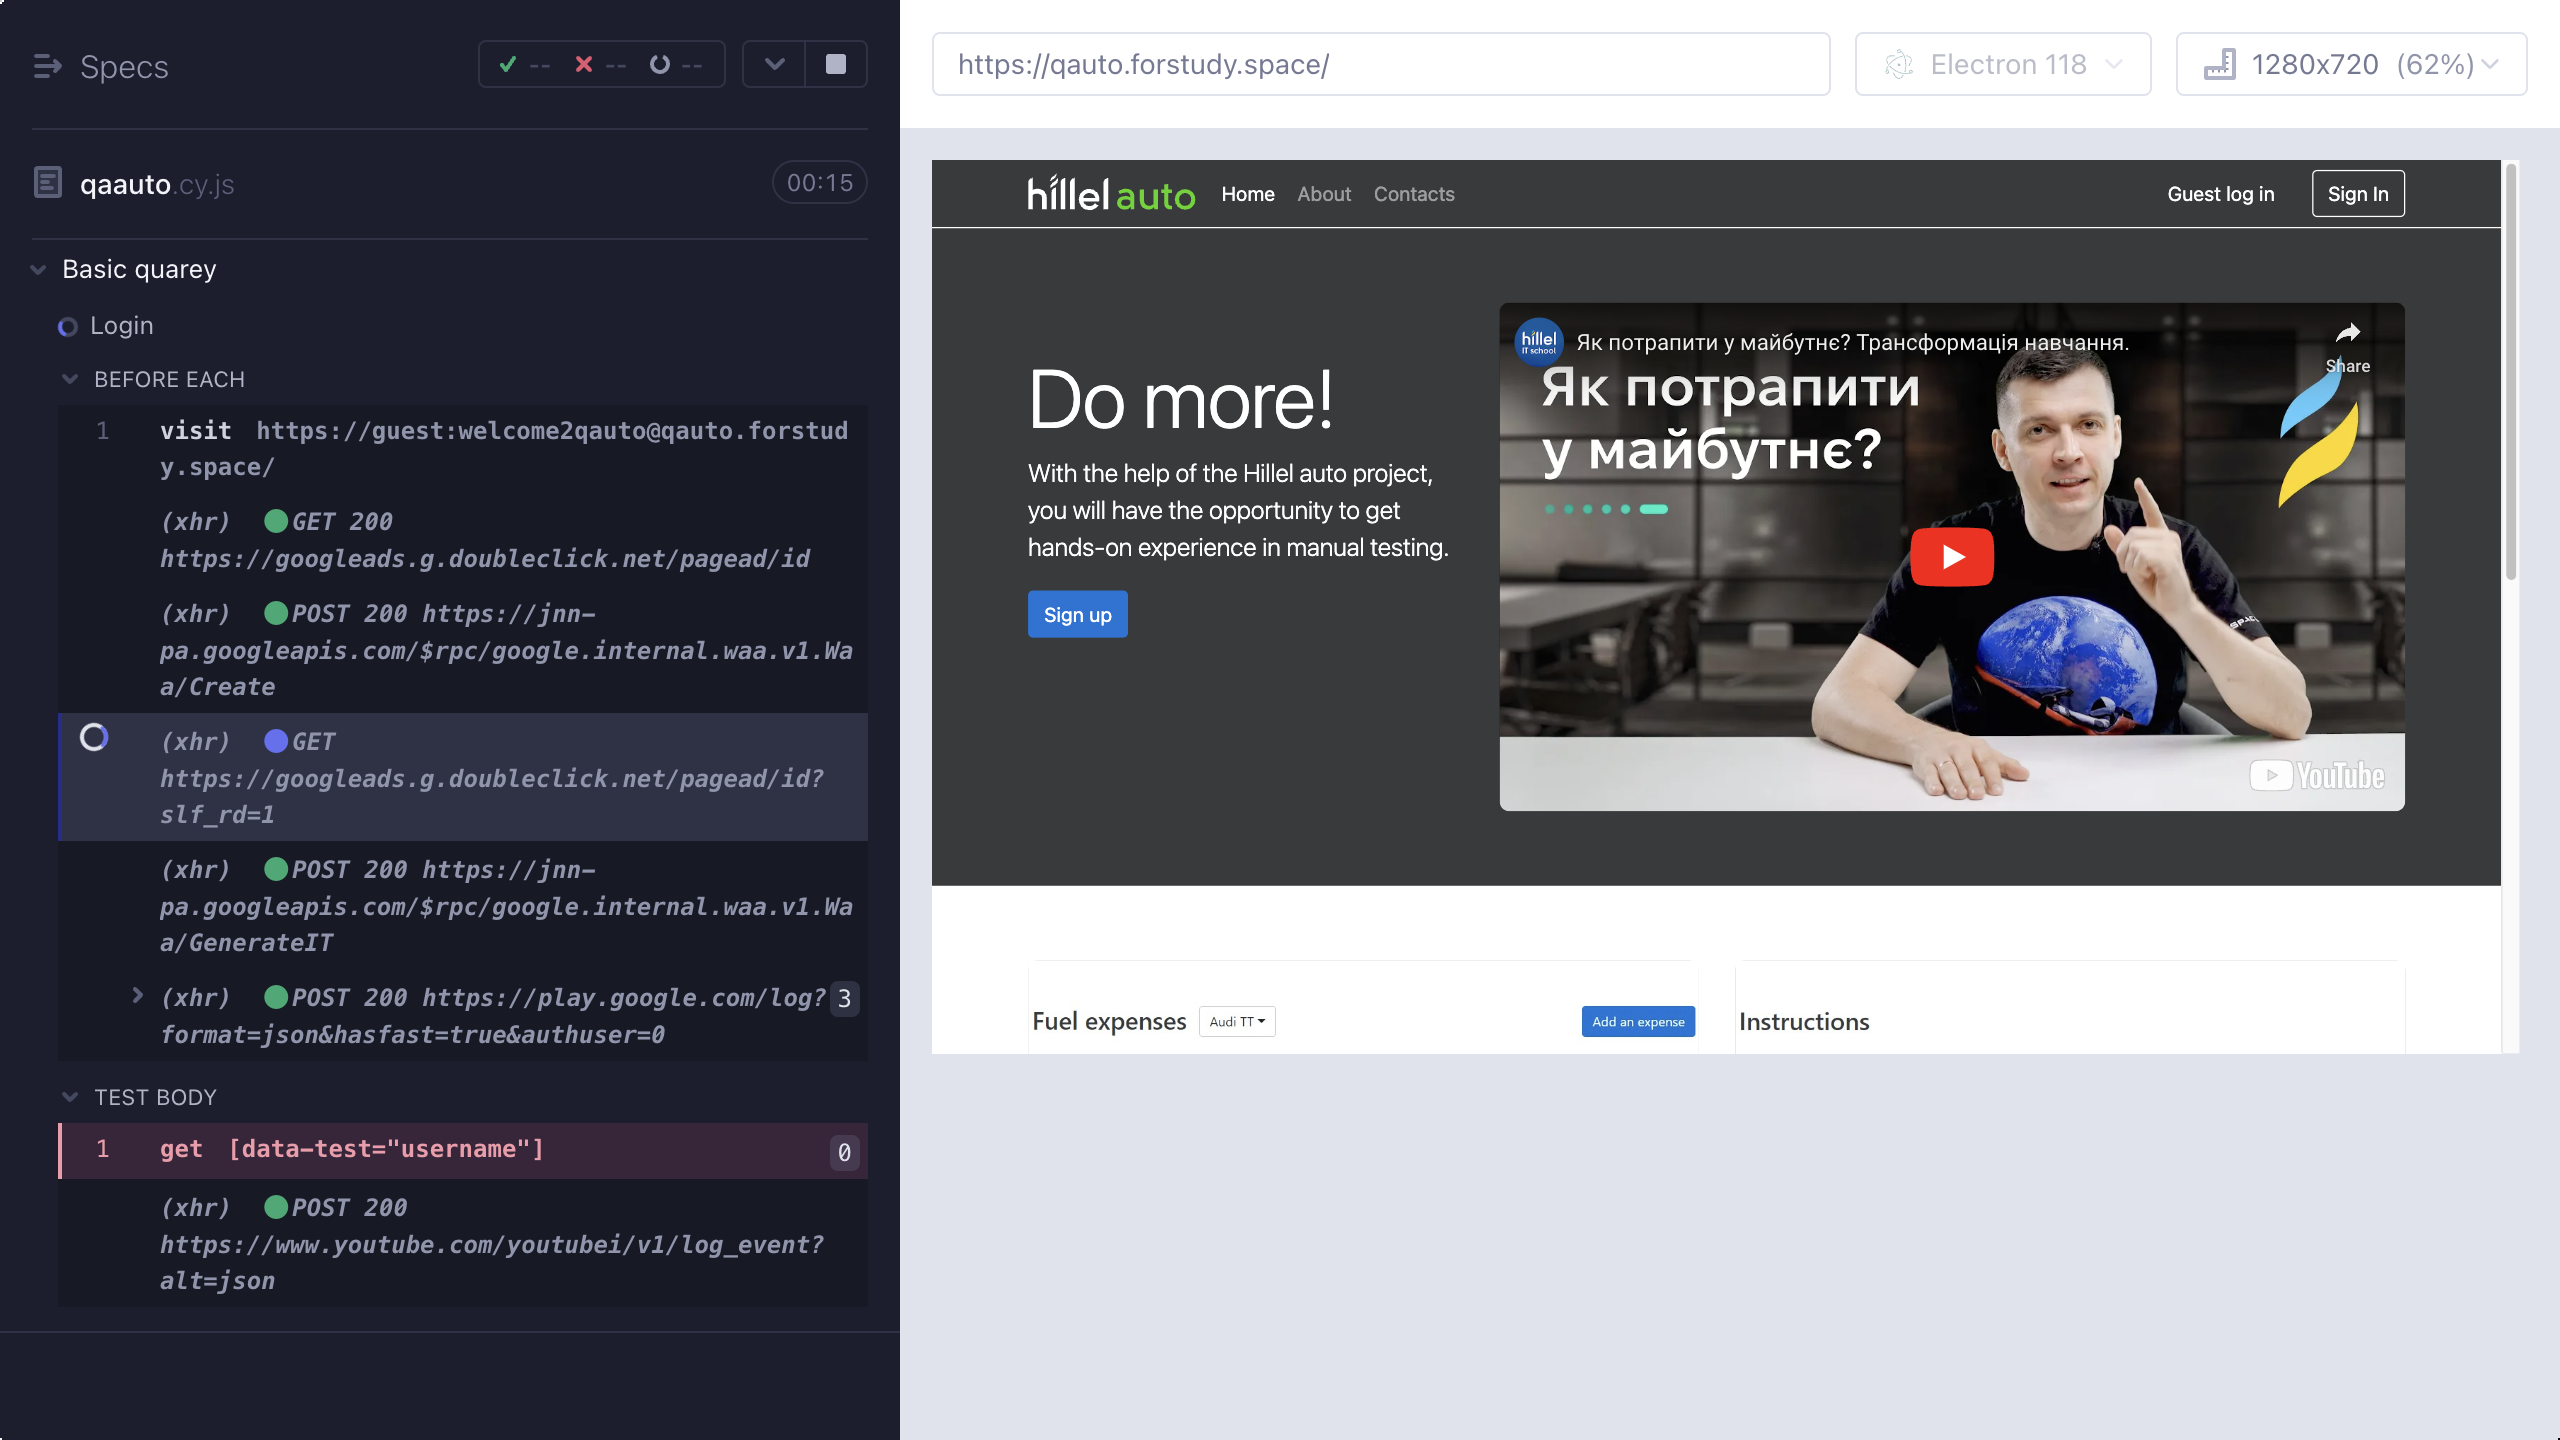 Specs
-- -- --
qaauto.cy.js 00:15
Basic quarey
Login
BEFORE EACH
1 visit https://guest:welcome2qauto@qauto.forstud
y.space/
(xhr) GET 200
https://googleads.g.doubleclick.net/pagead/id
(xhr) POST 200 https://jnn-
pa.googleapis.com/$rpc/google.internal.waa.v1.Wa
a/Create
(xhr) GET
https://googleads.g.doubleclick.net/pagead/id?
slf_rd=1
(xhr) POST 200 https://jnn-
pa.googleapis.com/$rpc/google.internal.waa.v1.Wa
a/GenerateIT
(xhr) POST 200 https://play.google.com/log? 3
format=json&hasfast=true&authuser=0
TEST BODY
1 get [data-test="username"] 0
(xhr) POST 200
https://www.youtube.com/youtubei/v1/log_event?
alt=json
https://qauto.forstudy.space/ Electron 118 1280x720 (62%)
hillel auto Home About Contacts Guest log in Sign In
Do more!
With the help of the Hillel auto project,
you will have the opportunity to get
hands-on experience in manual testing.
Sign up
hillel
IT school
Як потрапити у майбутнє? Трансформація навчання.
Share
Як потрапити
у майбутнє?
SPACE
YouTube
Fuel expenses Audi TT Add an expense
Instructions